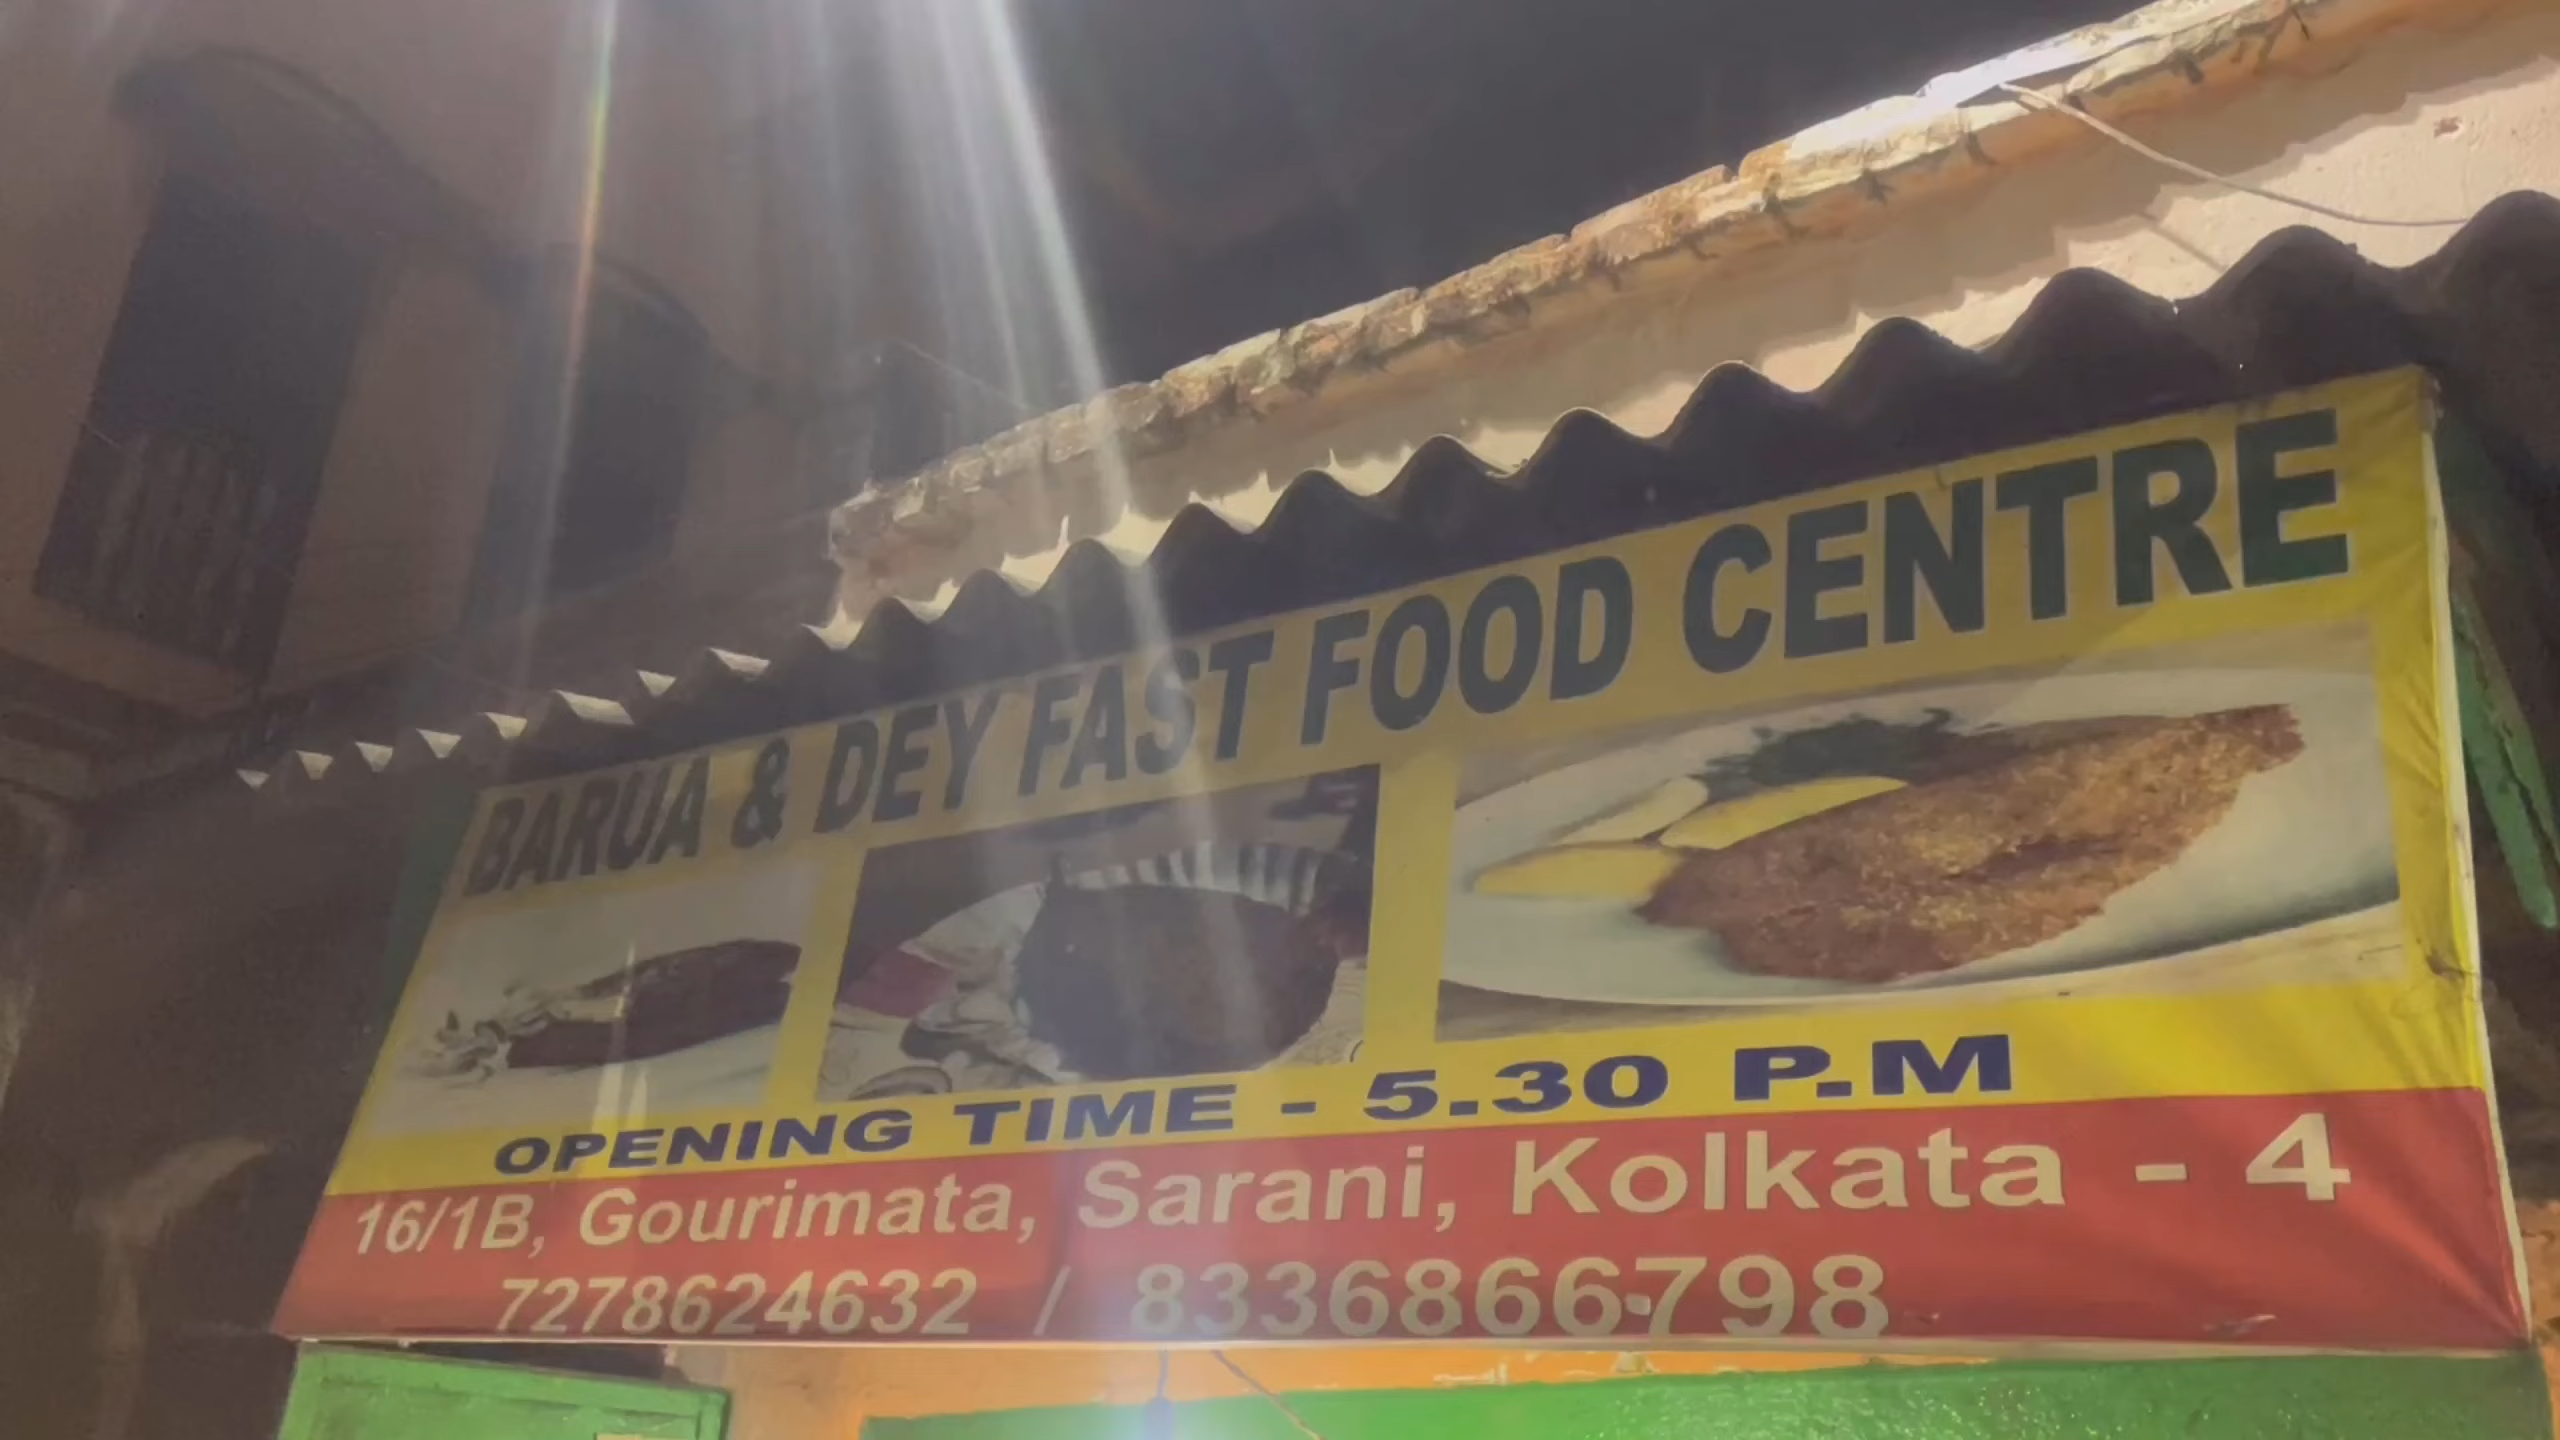 BARUA & DEY FAST FOOD CENTRE
OPENING TIME - 5.30 P.M
16/1B, Gourimata, Sarani, Kolkata - 4
7278624632 / 8336866798